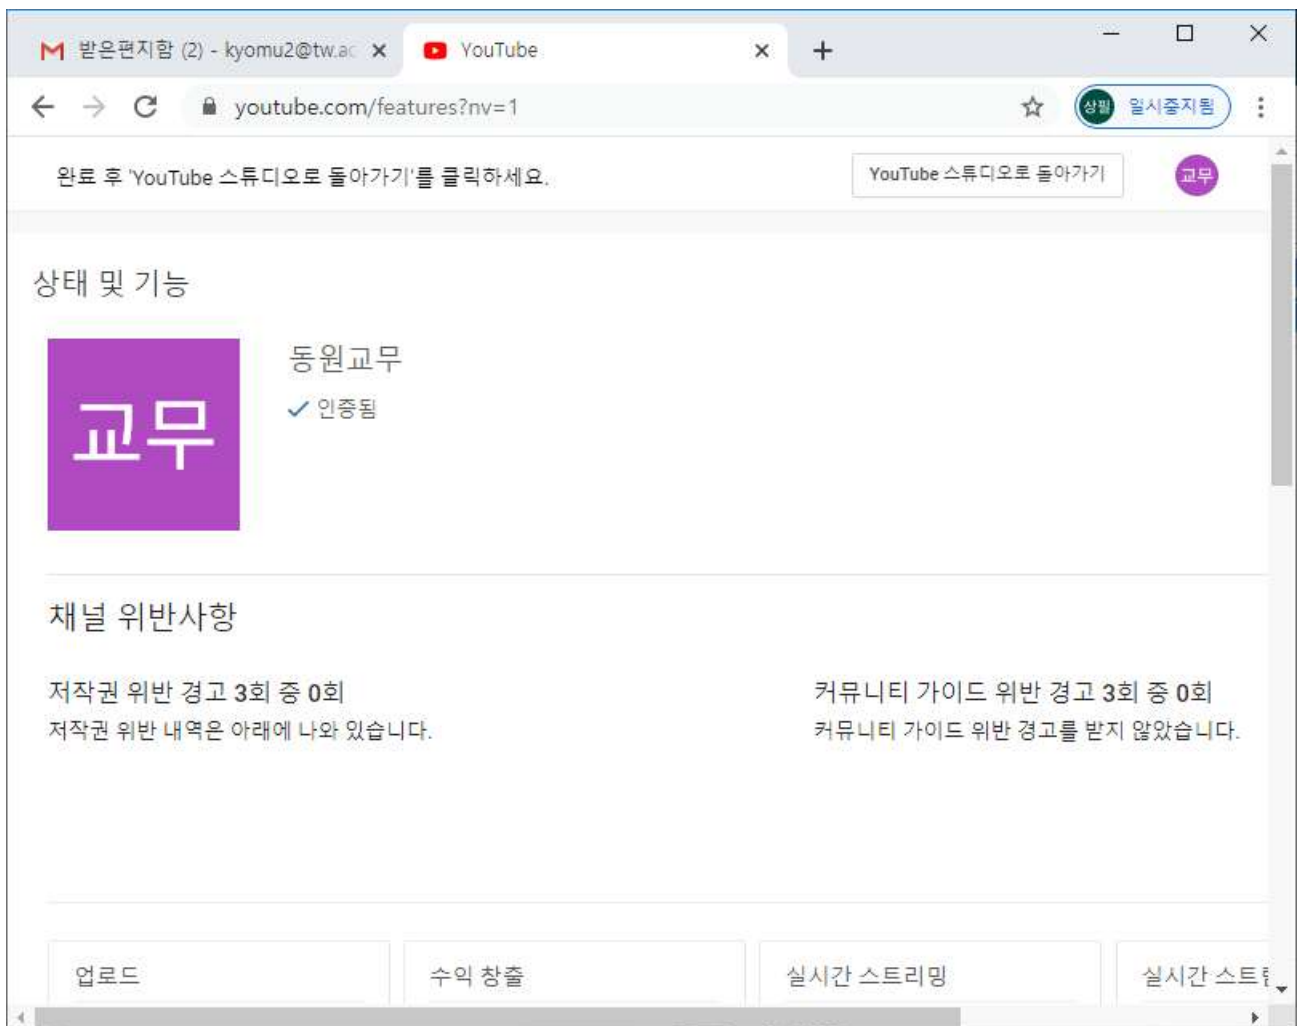 받은편지함 (2) - kyomu2@tw.ac
YouTube
youtube.com/features?nv=1
상필 일시중지됨
완료 후 'YouTube 스튜디오로 돌아가기'를 클릭하세요.
YouTube 스튜디오로 돌아가기
교무
상태 및 기능
교무
동원교무
인증됨
채널 위반사항
저작권 위반 경고 3회 중 0회
저작권 위반 내역은 아래에 나와 있습니다.
커뮤니티 가이드 위반 경고 3회 중 0회
커뮤니티 가이드 위반 경고를 받지 않았습니다.
업로드
수익 창출
실시간 스트리밍
실시간 스트